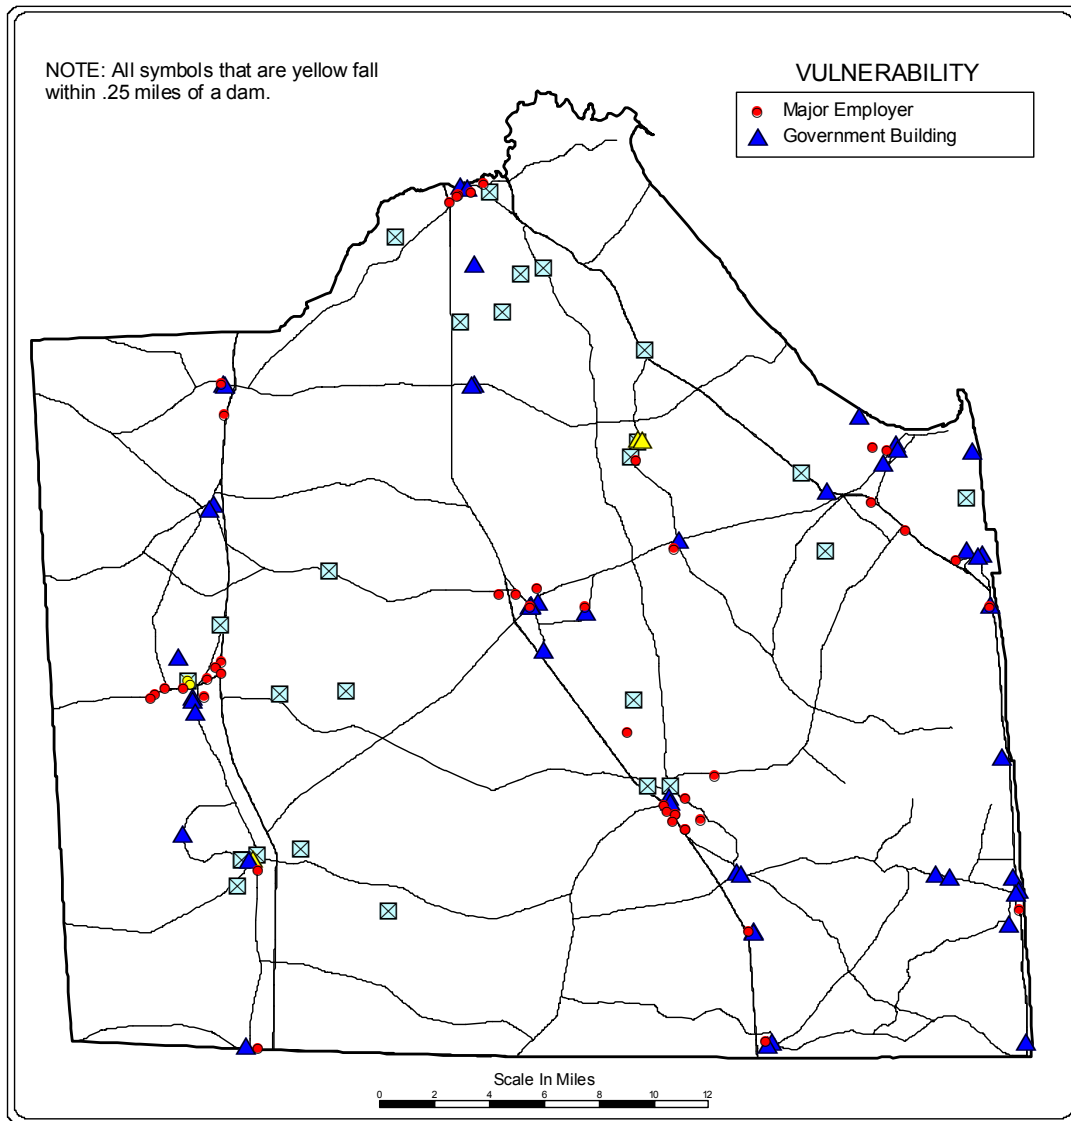 NOTE: All symbols that are yellow fall
within .25 miles of a dam.
VULNERABILITY
Major Employer
Government Building
Scale In Miles
0 2 4 6 8 10 12